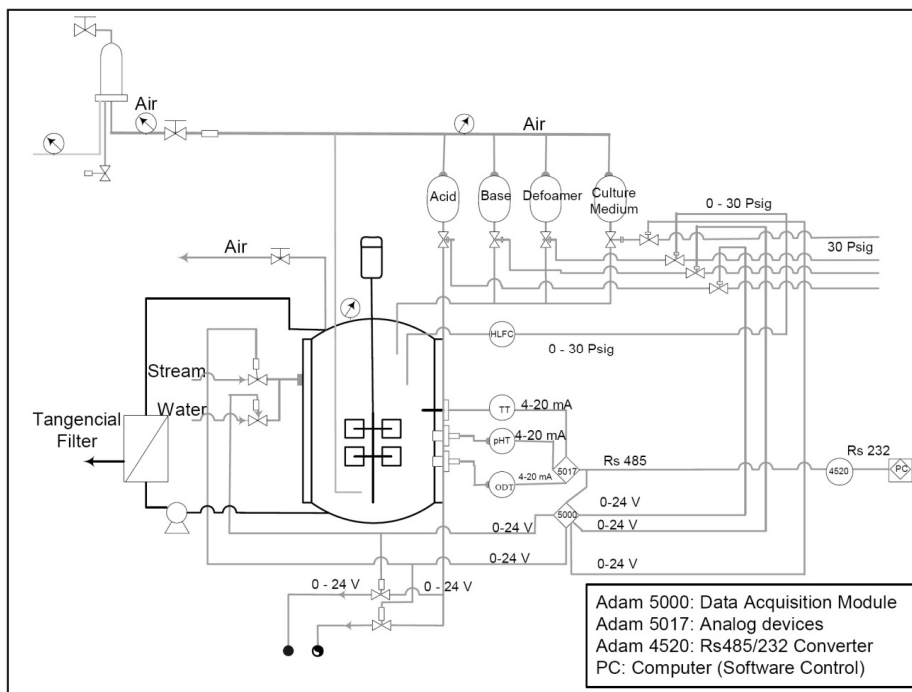 Air
Air
Acid
Base
Defoamer
Culture
Medium
0 - 30 Psig
30 Psig
Air
HLFC
0 - 30 Psig
Stream
Water
Tangencial
Filter
TT
4-20 mA
pHT
4-20 mA
ODT
4-20 mA
5017
Rs 485
4520
Rs 232
PC
5000
0-24 V
0-24 V
0-24 V
0-24 V
0-24 V
0 - 24 V
0 - 24 V
Adam 5000: Data Acquisition Module
Adam 5017: Analog devices
Adam 4520: Rs485/232 Converter
PC: Computer (Software Control)